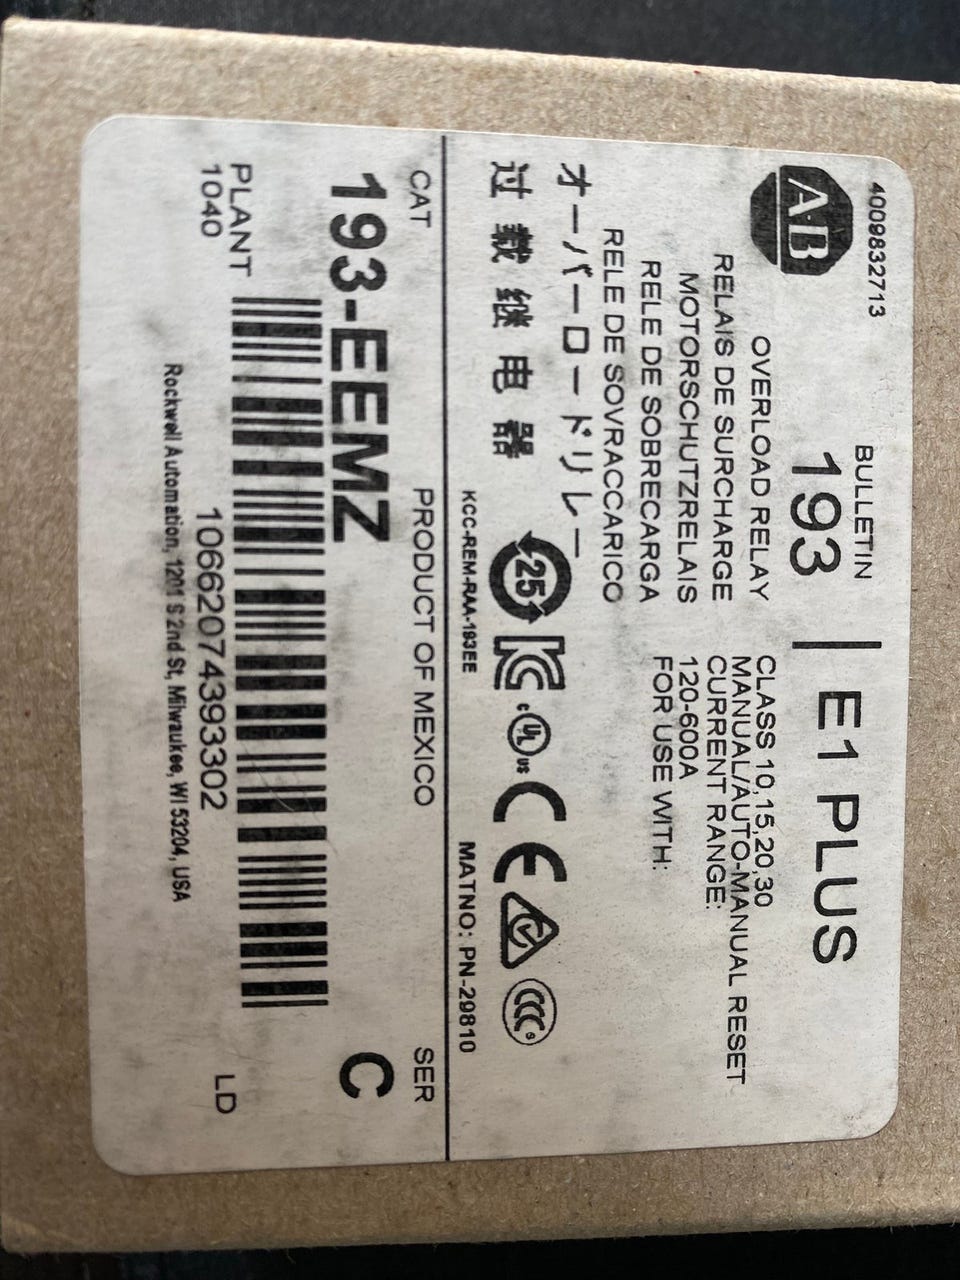 4009832713
AB
BULLETIN
193 | E1 PLUS
OVERLOAD RELAY
RELAIS DE SURCHARGE
MOTORSCHUTZRELAIS
RELE DE SOBRECARGA
RELE DE SOVRACCARICO
オーバーロードリレー
过载继电器
CLASS 10,15,20,30
MANUAL/AUTO-MANUAL RESET
CURRENT RANGE:
120-600A
FOR USE WITH:
25
c UL us CE CCC S
KCC-REM-RAA-193EE
MATNO: PN-29810
CAT PRODUCT OF MEXICO SER
193-EEMZ C
PLANT
1040
10662074393302 LD
Rockwell Automation, 1201 S 2nd St, Milwaukee, WI 53204, USA